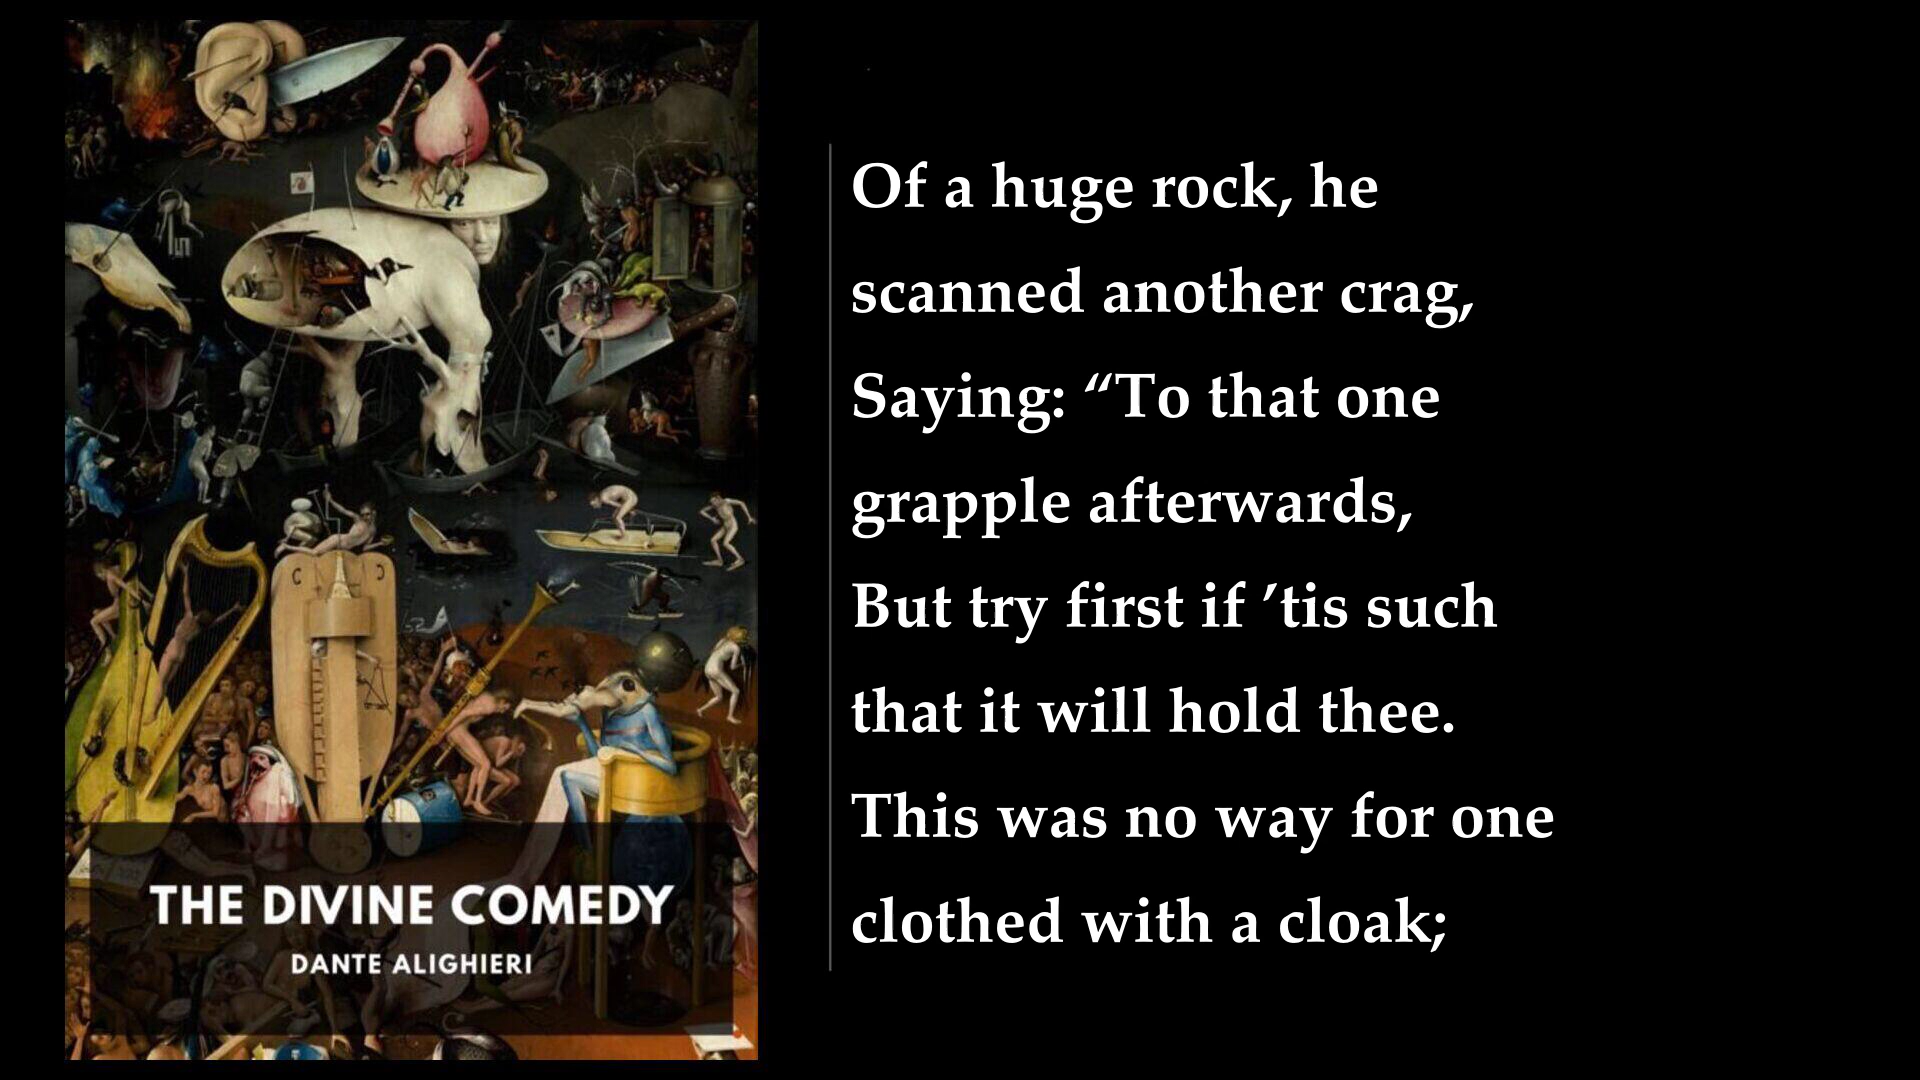 THE DIVINE COMEDY
DANTE ALIGHIERI
Of a huge rock, he
scanned another crag,
Saying: “To that one
grapple afterwards,
But try first if ’tis such
that it will hold thee.
This was no way for one
clothed with a cloak;